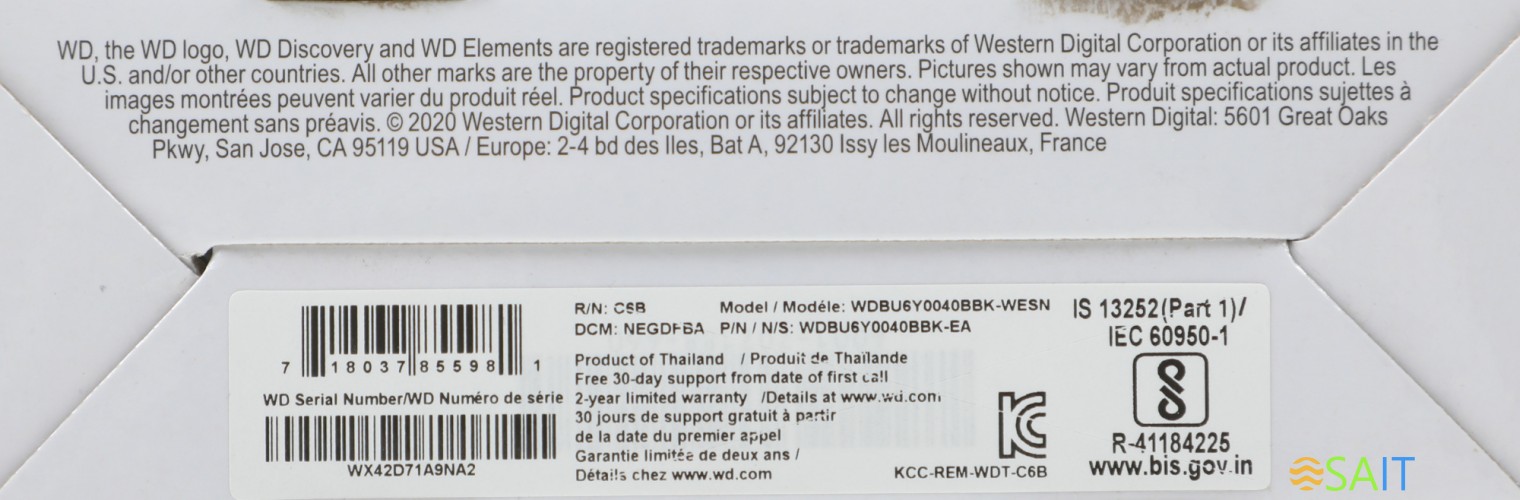 WD, the WD logo, WD Discovery and WD Elements are registered trademarks or trademarks of Western Digital Corporation or its affiliates in the
U.S. and/or other countries. All other marks are the property of their respective owners. Pictures shown may vary from actual product. Les
images montrées peuvent varier du produit réel. Product specifications subject to change without notice. Produit specifications sujettes à
changement sans préavis. © 2020 Western Digital Corporation or its affiliates. All rights reserved. Western Digital: 5601 Great Oaks
Pkwy, San Jose, CA 95119 USA / Europe: 2-4 bd des Iles, Bat A, 92130 Issy les Moulineaux, France
7 18037 85598 1
WD Serial Number/WD Numéro de série
WX42D71A9NA2
R/N: C6B Model / Modéle: WDBU6Y0040BBK-WESN
DCM: P/N / N/S: WDBU6Y0040BBK-EA
Product of Thailand / Produit de Thaïlande
Free 30-day support from date of first call
2-year limited warranty /Details at www.wd.com
30 jours de support gratuit à partir
de la date du premier appel
Garantie limitée de deux ans /
Détails chez www.wd.com
KCC-REM-WDT-C6B
IS 13252(Part 1)/
IEC 60950-1
R-41184225
www.bis.gov.in
SAIT